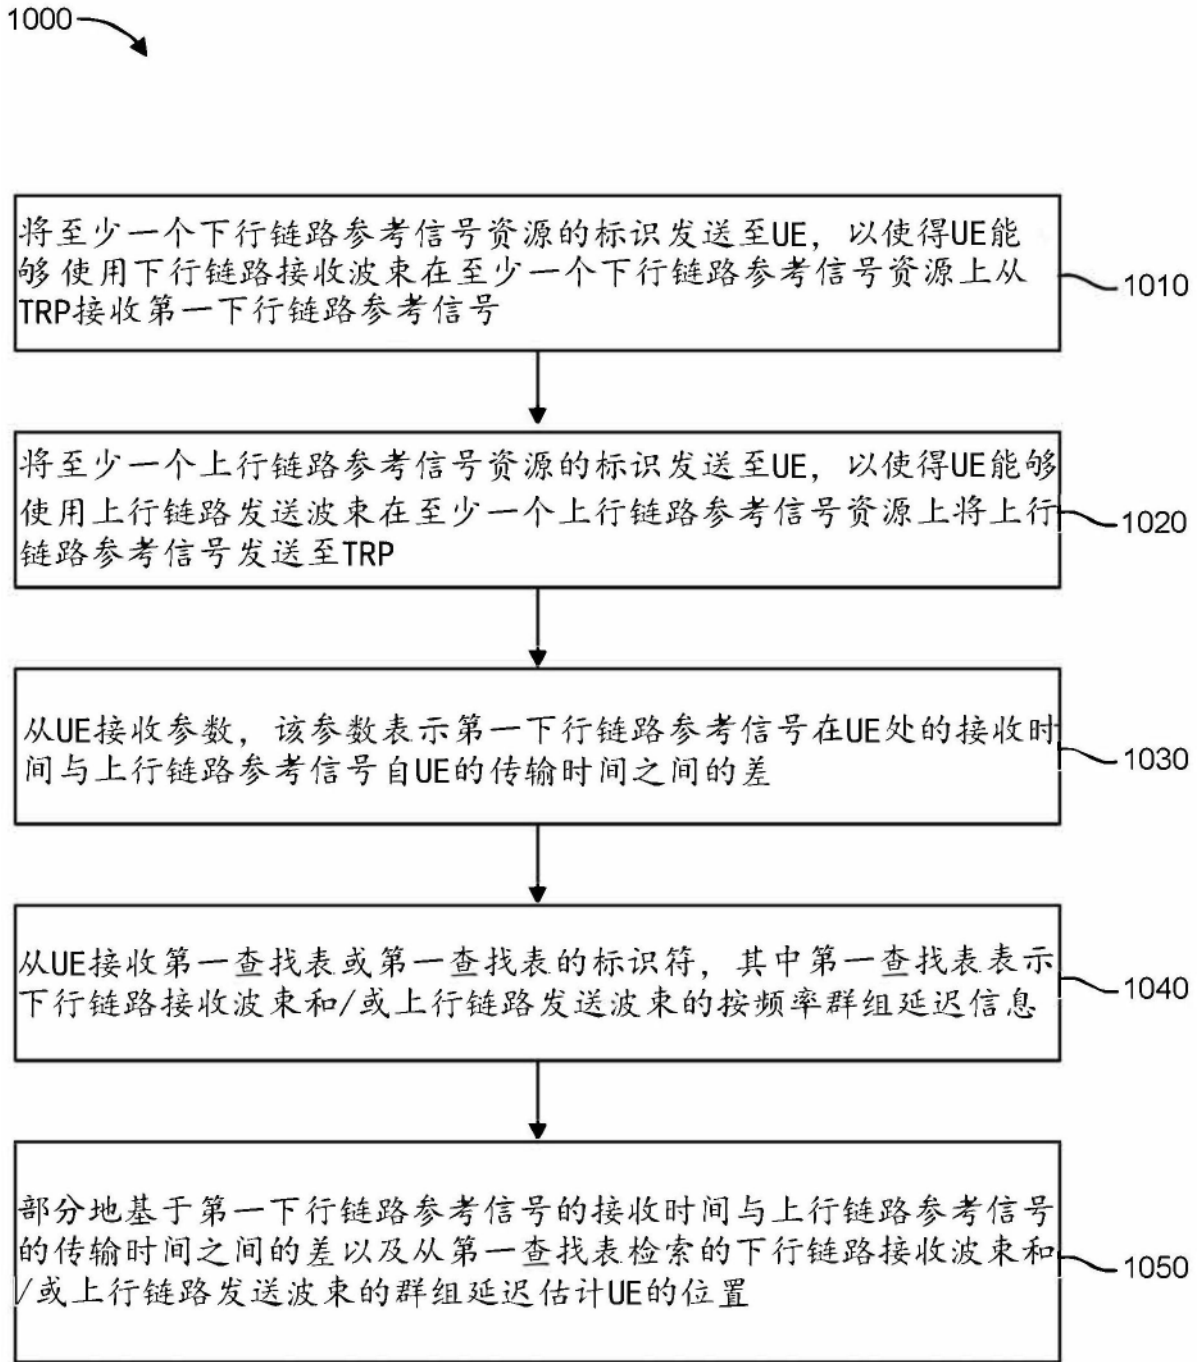 1000
将至少一个下行链路参考信号资源的标识发送至UE，以使得UE能
够使用下行链路接收波束在至少一个下行链路参考信号资源上从
TRP接收第一下行链路参考信号
1010
将至少一个上行链路参考信号资源的标识发送至UE，以使得UE能够
使用上行链路发送波束在至少一个上行链路参考信号资源上将上行
链路参考信号发送至TRP
1020
从UE接收参数，该参数表示第一下行链路参考信号在UE处的接收时
间与上行链路参考信号自UE的传输时间之间的差
1030
从UE接收第一查找表或第一查找表的标识符，其中第一查找表表示
下行链路接收波束和/或上行链路发送波束的按频率群组延迟信息
1040
部分地基于第一下行链路参考信号的接收时间与上行链路参考信号
的传输时间之间的差以及从第一查找表检索的下行链路接收波束和
/或上行链路发送波束的群组延迟估计UE的位置
1050